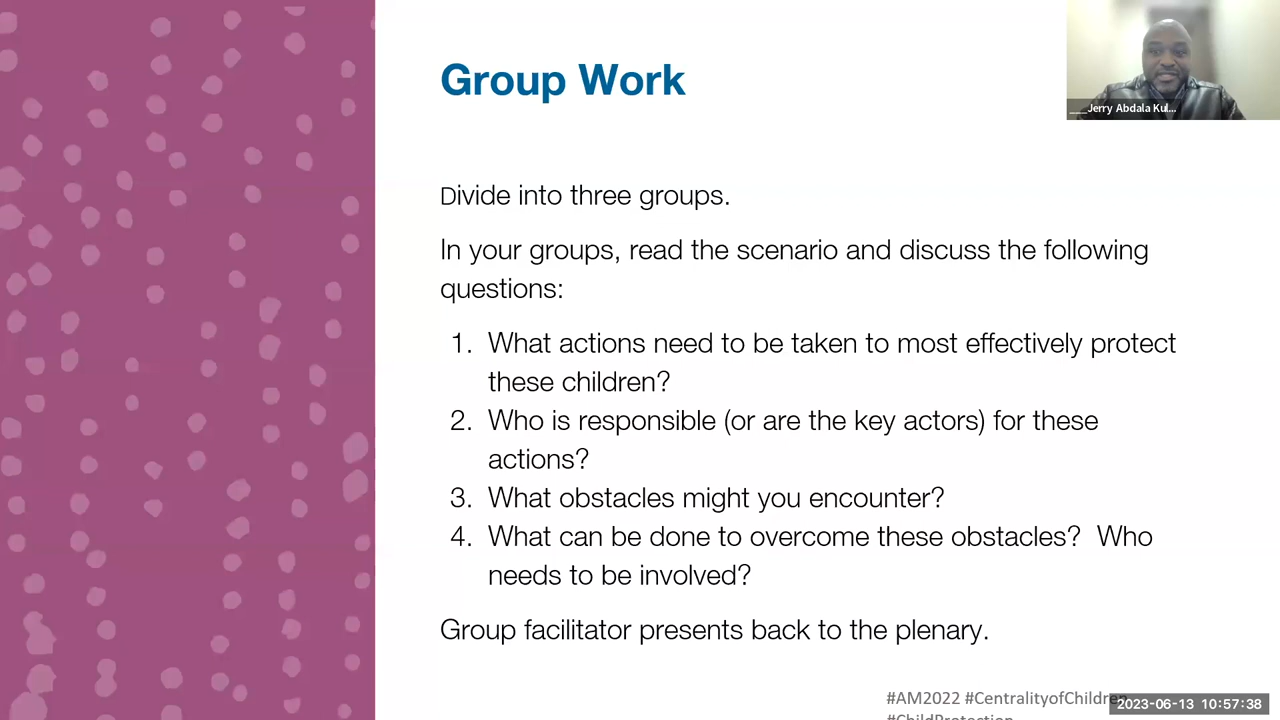 Group Work
___Jerry Abdala Kul...
Divide into three groups.
In your groups, read the scenario and discuss the following
questions:
1. What actions need to be taken to most effectively protect
these children?
2. Who is responsible (or are the key actors) for these
actions?
3. What obstacles might you encounter?
4. What can be done to overcome these obstacles?  Who
needs to be involved?
Group facilitator presents back to the plenary.
#AM2022 #CentralityofChildren
#ChildProtection
2023-06-13 10:57:38